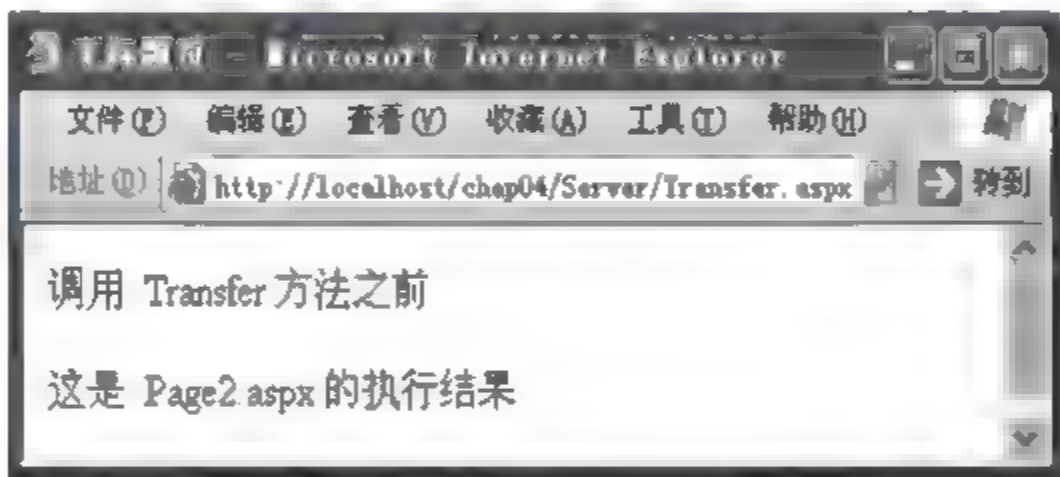 - Microsoft Internet Explorer
文件(F) 编辑(E) 查看(V) 收藏(A) 工具(T) 帮助(H)
地址(D) http://localhost/chap04/Server/Transfer.aspx 转到
调用 Transfer 方法之前
这是 Page2.aspx 的执行结果